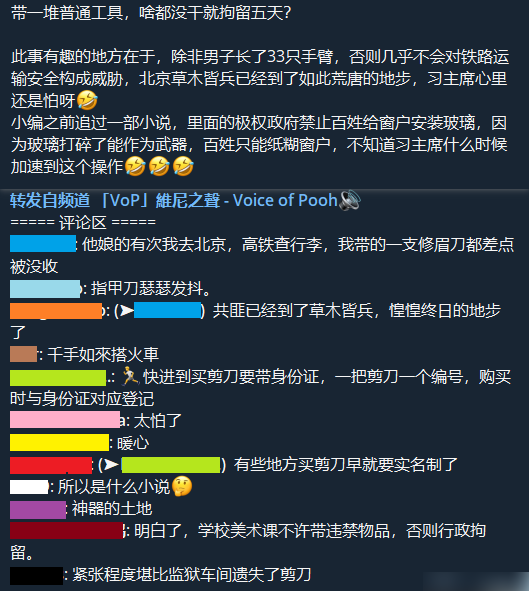 带一堆普通工具，啥都没干就拘留五天？
此事有趣的地方在于，除非男子长了33只手臂，否则几乎不会对铁路运
输安全构成威胁，北京草木皆兵已经到了如此荒唐的地步，习主席心里
还是怕呀🤣
小编之前追过一部小说，里面的极权政府禁止百姓给窗户安装玻璃，因
为玻璃打碎了能作为武器，百姓只能纸糊窗户，不知道习主席什么时候
加速到这个操作🤣🤣🤣
转发自频道 「VoP」維尼之聲 - Voice of Pooh🔊
===== 评论区 =====
: 他娘的有次我去北京，高铁查行李，我带的一支修眉刀都差点
被没收
: 指甲刀瑟瑟发抖。
: (➤ ) 共匪已经到了草木皆兵，惶惶终日的地步
了
: 千手如來搭火車
.: 🏃快进到买剪刀要带身份证，一把剪刀一个编号，购买
时与身份证对应登记
a: 太怕了
: 暖心
: (➤ ) 有些地方买剪刀早就要实名制了
: 所以是什么小说🤔
: 神器的土地
: 明白了，学校美术课不许带违禁物品，否则行政拘
留。
: 紧张程度堪比监狱车间遗失了剪刀